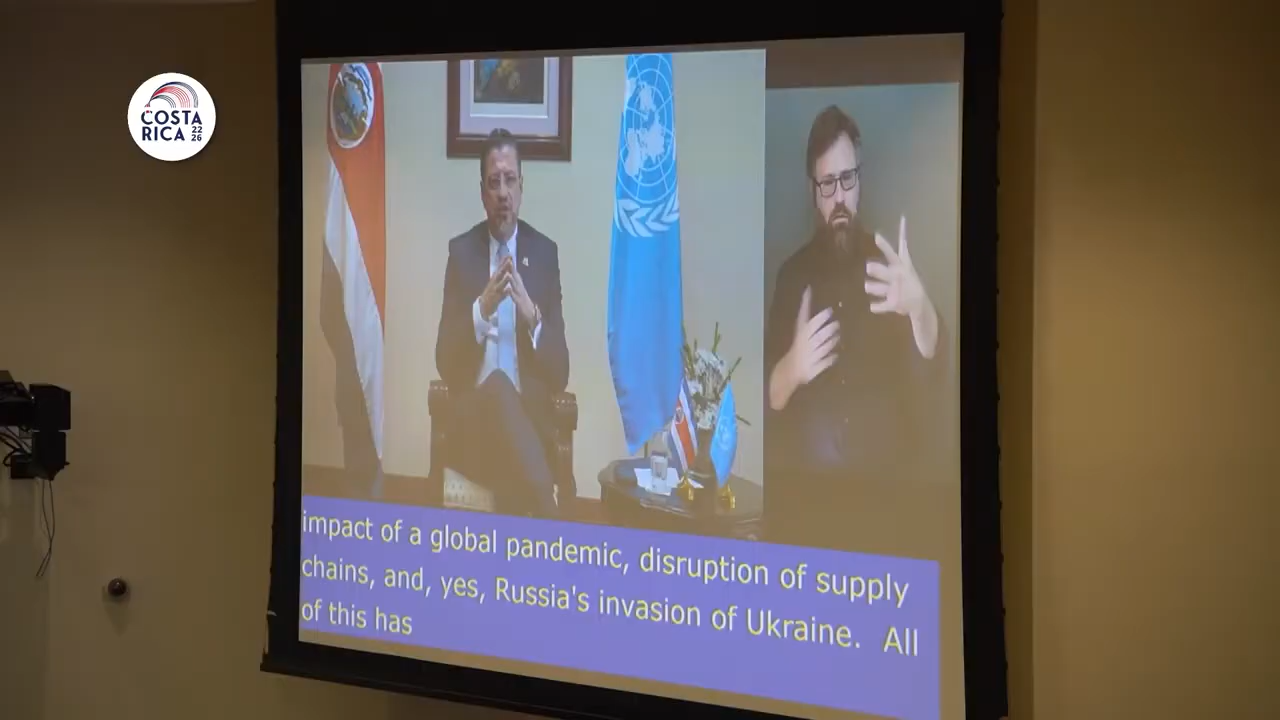 COSTA
RICA 22
26
impact of a global pandemic, disruption of supply
chains, and, yes, Russia's invasion of Ukraine. All
of this has